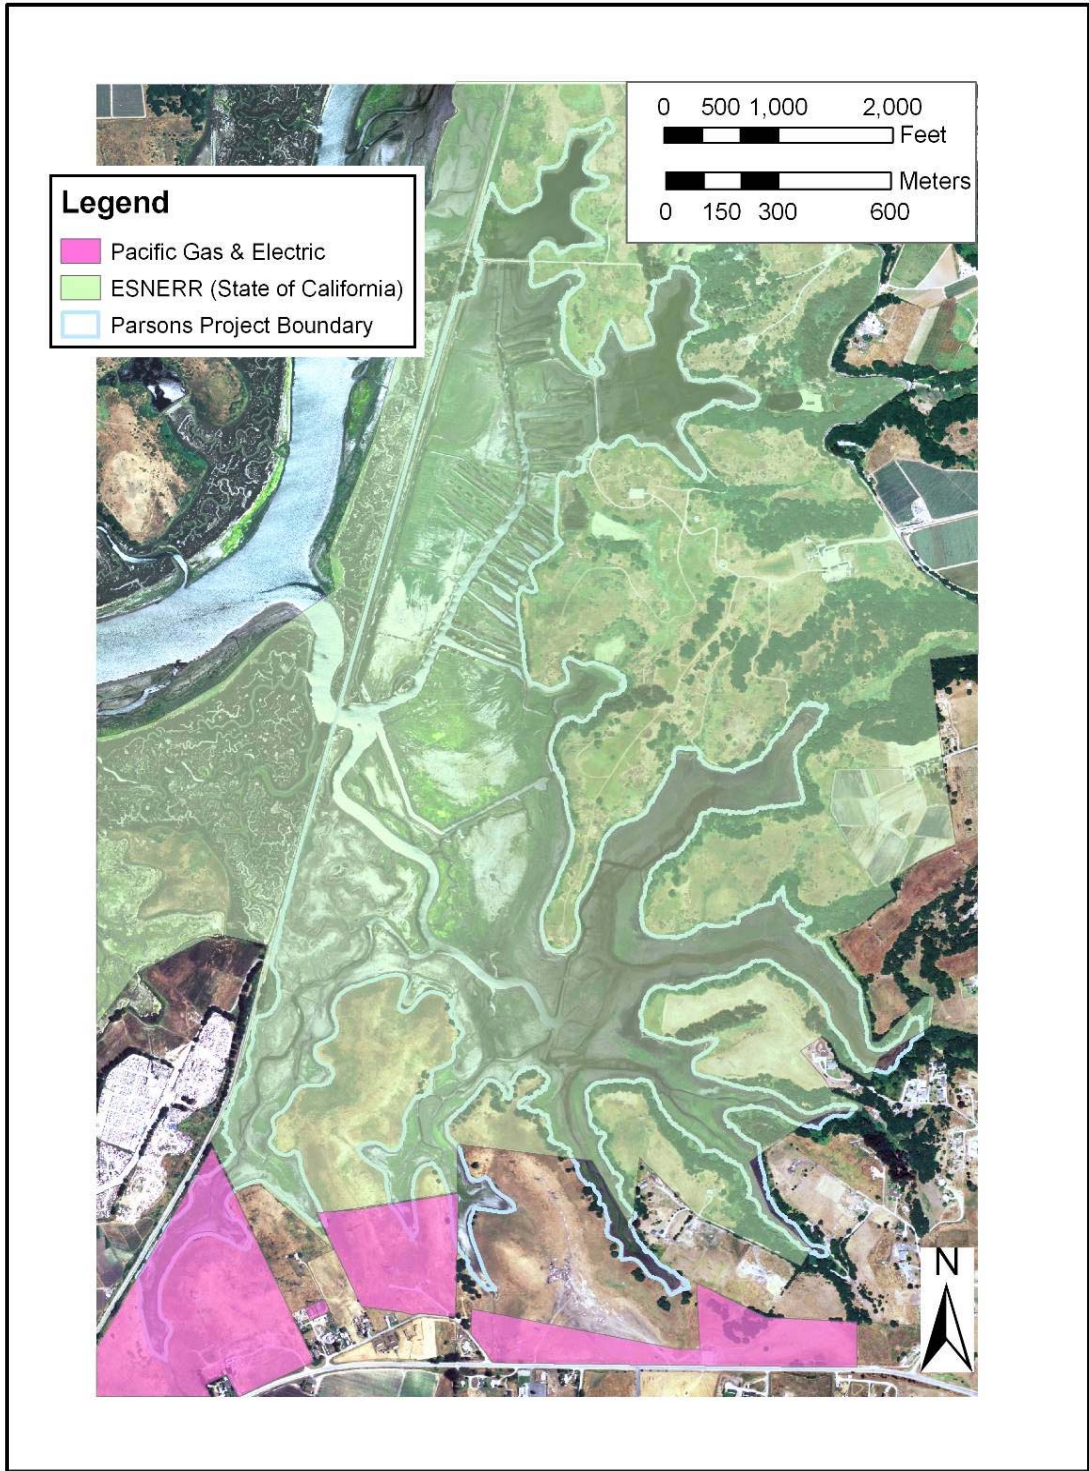 0 500 1,000 2,000
Feet
Meters
0 150 300 600
Legend
Pacific Gas & Electric
ESNERR (State of California)
Parsons Project Boundary
N